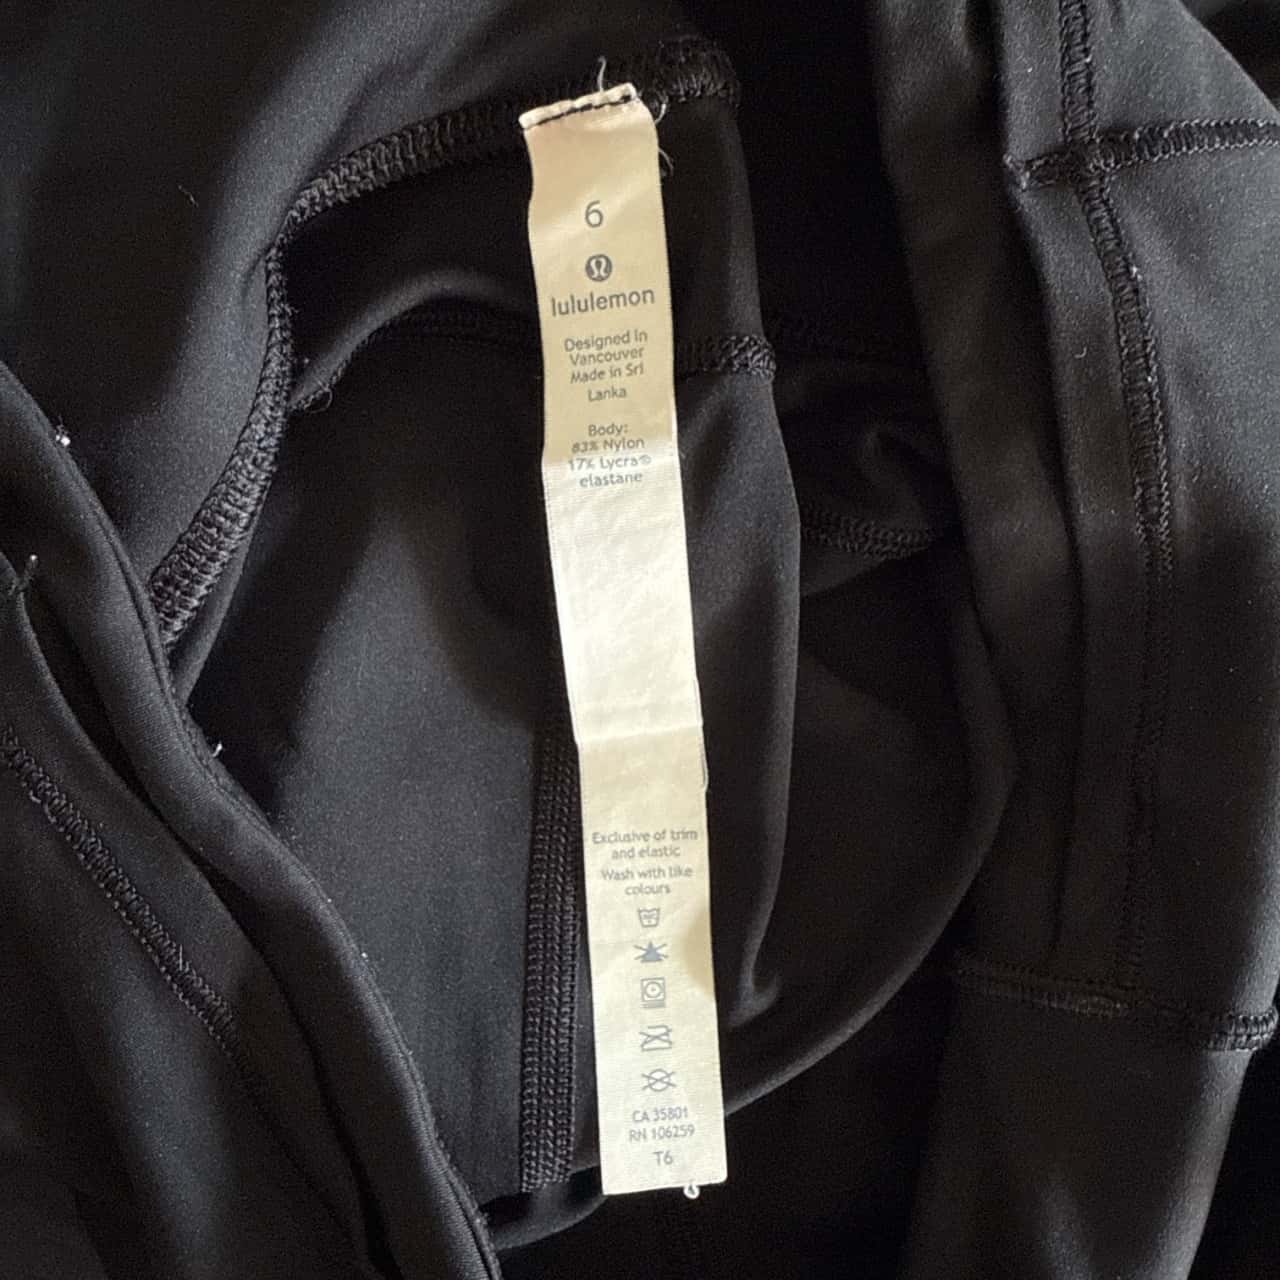 6
lululemon
Designed in
Vancouver
Made in Sri
Lanka
Body:
83% Nylon
17% Lycra®
elastane
Exclusive of trim
and elastic
Wash with like
colours
CA 35801
RN 106259
T6